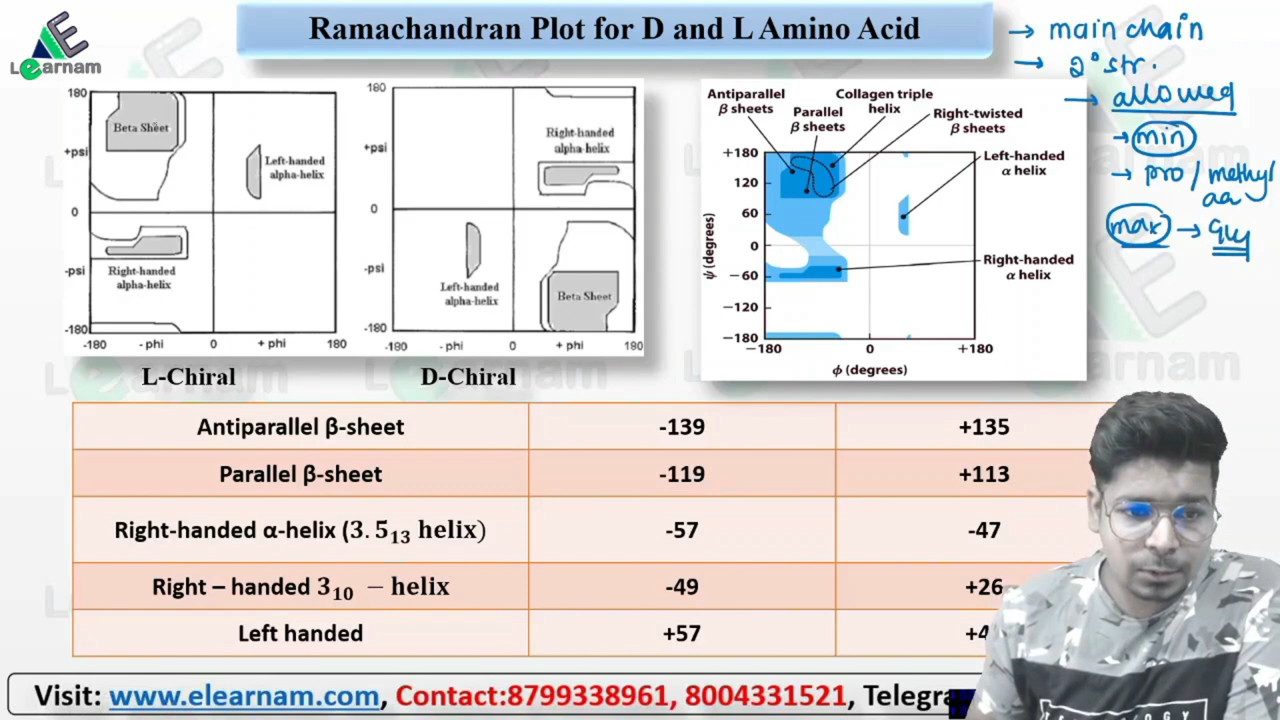 Learnam
Ramachandran Plot for D and L Amino Acid
→ main chain
→ 2° str.
→ allowed
→ min
→ pro / methyl
aa
max → gly
180
+psi
0
-psi
-180
Beta Sheet
Left-handed
alpha-helix
Right-handed
alpha-helix
-180 - phi 0 + phi 180
L-Chiral
180
+psi
0
-psi
-180
Right-handed
alpha-helix
Left-handed
alpha-helix
Beta Sheet
-180 - phi 0 + phi 180
D-Chiral
Antiparallel
β sheets
Parallel
β sheets
Collagen triple
helix
Right-twisted
β sheets
Left-handed
α helix
Right-handed
α helix
ψ (degrees)
+180
120
60
0
−60
−120
−180
−180 0 +180
ϕ (degrees)
Antiparallel β-sheet -139 +135
Parallel β-sheet -119 +113
Right-handed α-helix (3.5₁₃ helix) -57 -47
Right – handed 3₁₀ − helix -49 +26
Left handed +57 +4
Visit: www.elearnam.com, Contact:8799338961, 8004331521, Telegra